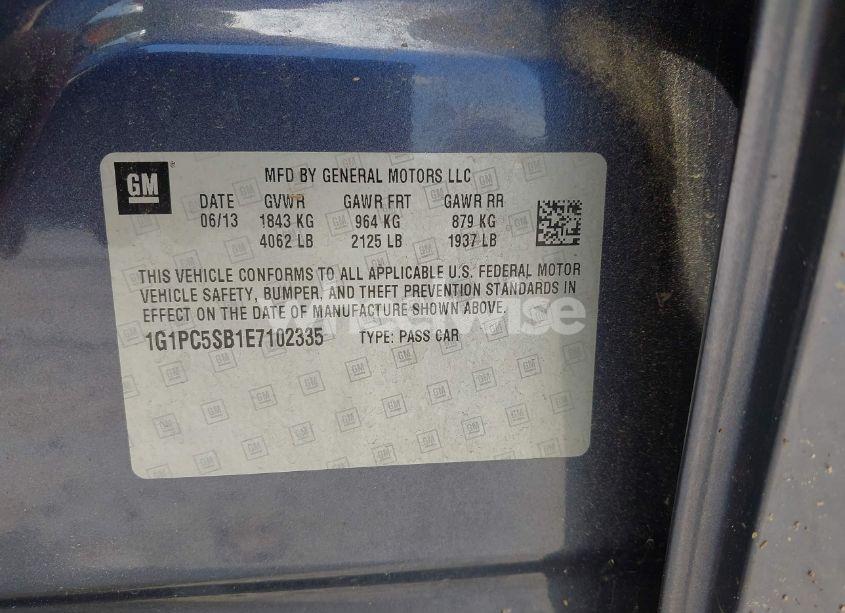 GM
MFD BY GENERAL MOTORS LLC
DATE GVWR GAWR FRT GAWR RR
06/13 1843 KG 964 KG 879 KG
4062 LB 2125 LB 1937 LB
THIS VEHICLE CONFORMS TO ALL APPLICABLE U.S. FEDERAL MOTOR
VEHICLE SAFETY, BUMPER, AND THEFT PREVENTION STANDARDS IN
EFFECT ON THE DATE OF MANUFACTURE SHOWN ABOVE.
1G1PC5SB1E7102335 TYPE: PASS CAR